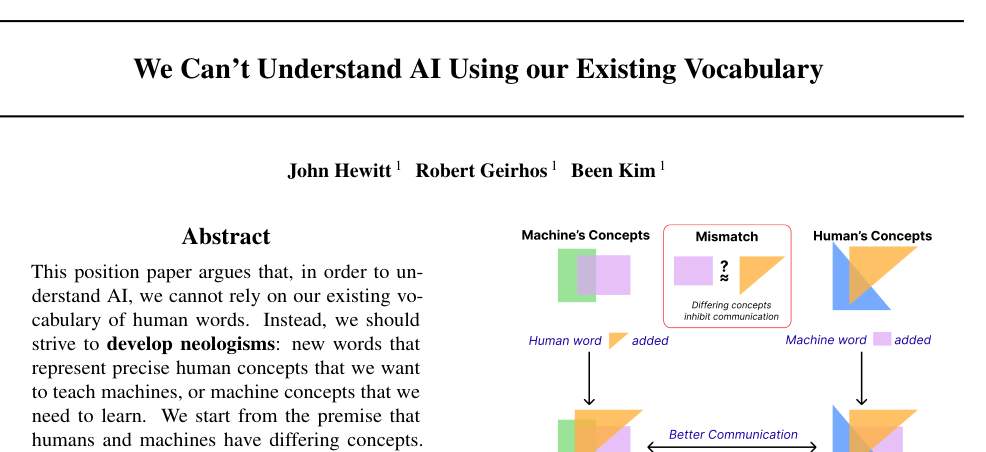 We Can't Understand AI Using our Existing Vocabulary
John Hewitt 1 Robert Geirhos 1 Been Kim 1
Abstract
This position paper argues that, in order to un-
derstand AI, we cannot rely on our existing vo-
cabulary of human words. Instead, we should
strive to develop neologisms: new words that
represent precise human concepts that we want
to teach machines, or machine concepts that we
need to learn. We start from the premise that
humans and machines have differing concepts.
Machine's Concepts
Mismatch
Human's Concepts
?
≈
Differing concepts
inhibit communication
Human word added
Machine word added
Better Communication